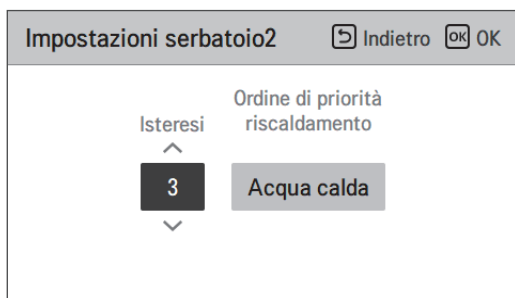 Impostazioni serbatoio2 Indietro OK OK
Ordine di priorità
Isteresi riscaldamento
3 Acqua calda